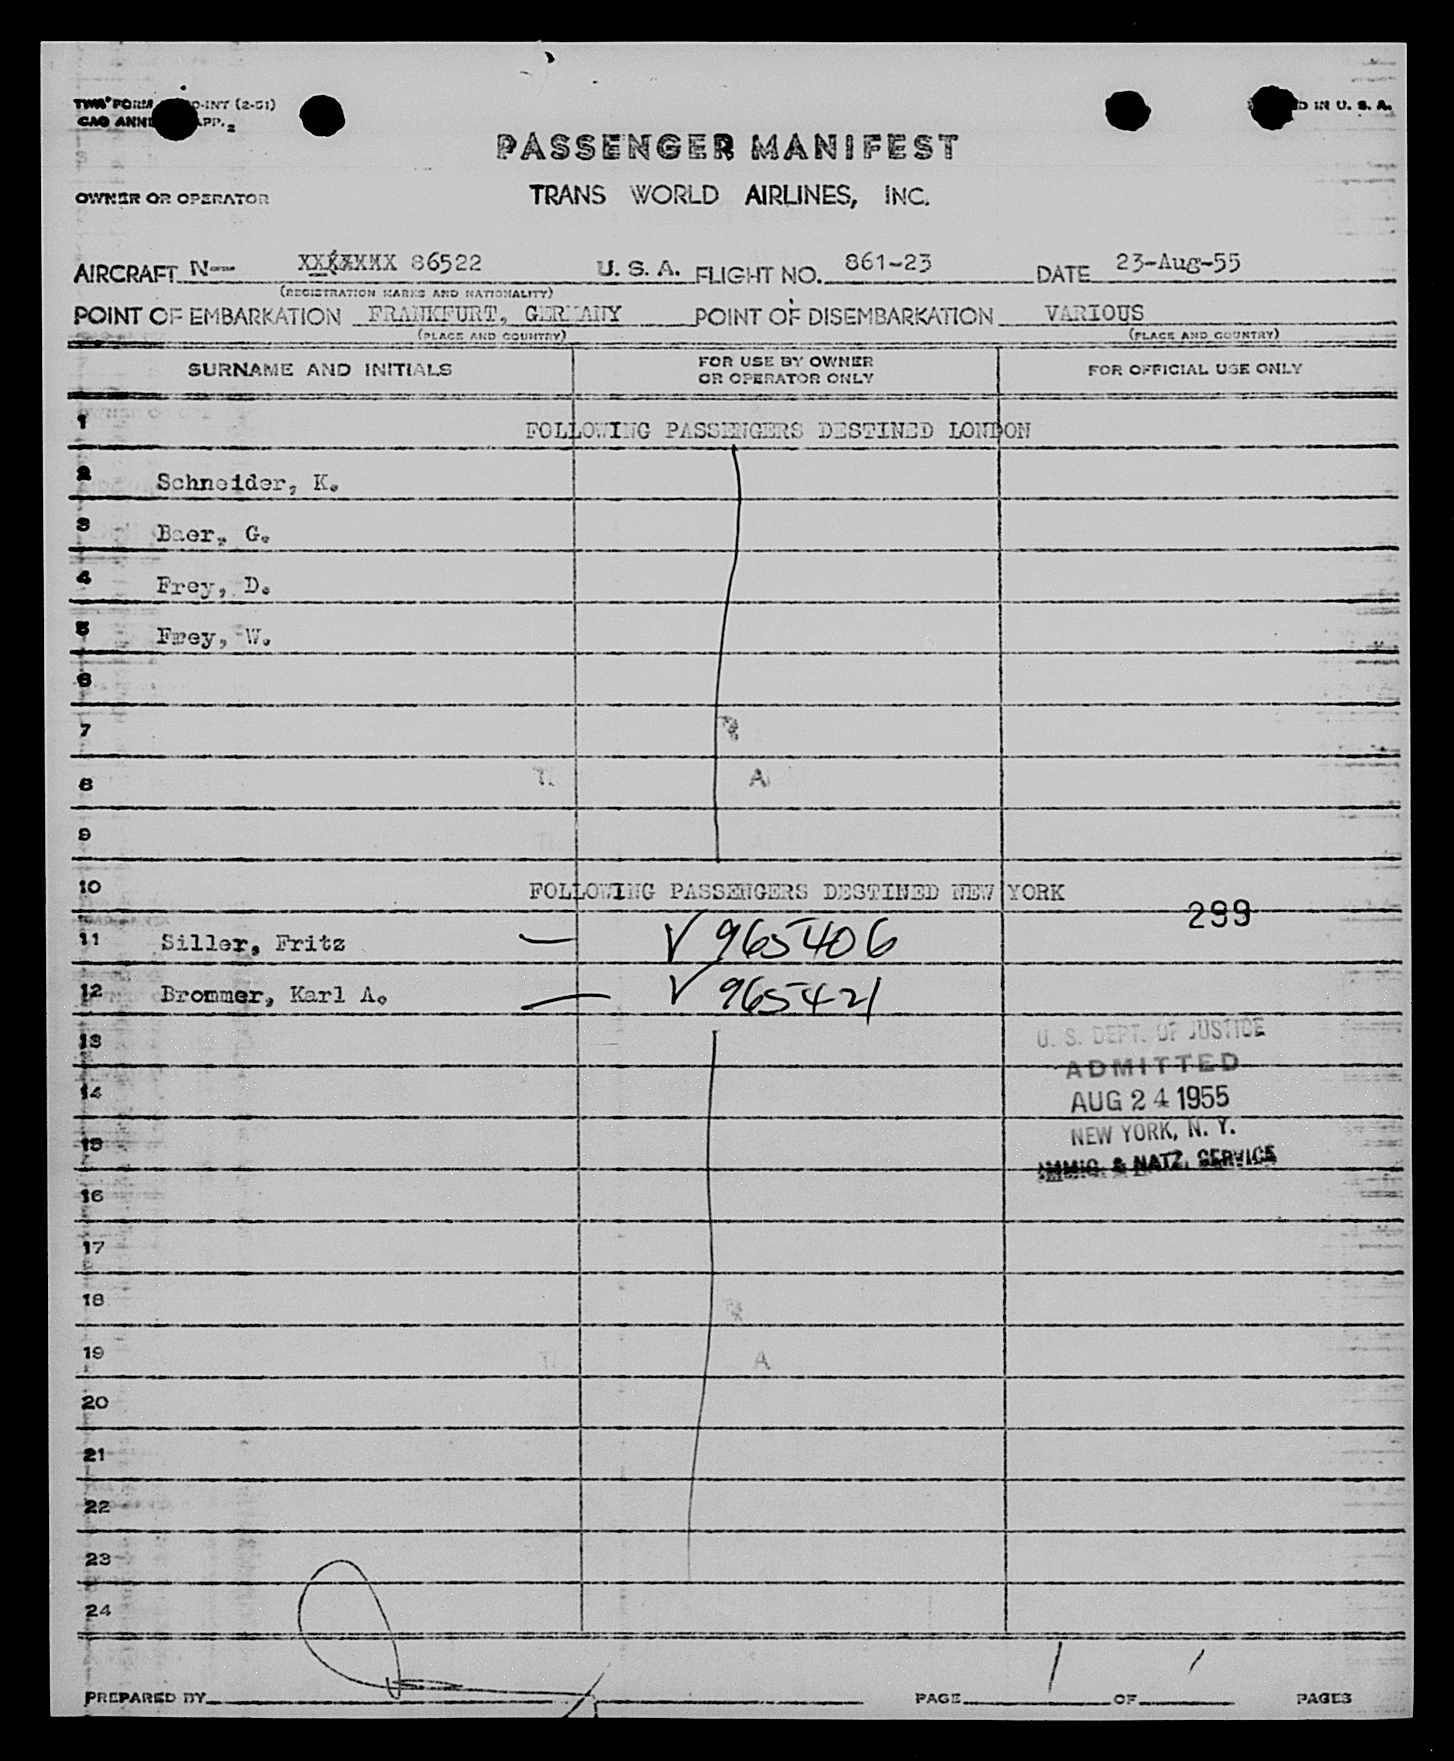 PRINTED IN U. S. A.
PASSENGER MANIFEST
OWNER OR OPERATOR TRANS WORLD AIRLINES, INC.
AIRCRAFT N-- 86522 U. S. A. FLIGHT NO. 861-23 DATE 23-Aug-55
(REGISTRATION MARKS AND NATIONALITY)
POINT OF EMBARKATION FRANKFURT, GERMANY POINT OF DISEMBARKATION VARIOUS
(PLACE AND COUNTRY) (PLACE AND COUNTRY)
SURNAME AND INITIALS FOR USE BY OWNER OR OPERATOR ONLY FOR OFFICIAL USE ONLY
1 FOLLOWING PASSENGERS DESTINED LONDON
2 Schneider, K.
3 Baer, G.
4 Frey, D.
5 Frey, W.
6
7
8
9
10 FOLLOWING PASSENGERS DESTINED NEW YORK
299
11 Siller, Fritz — √ 965406
12 Brommer, Karl A. — √ 965421
13
U. S. DEPT. OF JUSTICE
ADMITTED
14
AUG 24 1955
15
NEW YORK, N. Y.
IMMIG. & NATZ. SERVICE
16
17
18
19
20
21
22
23
24
PREPARED BY PAGE 1 OF 1 PAGES